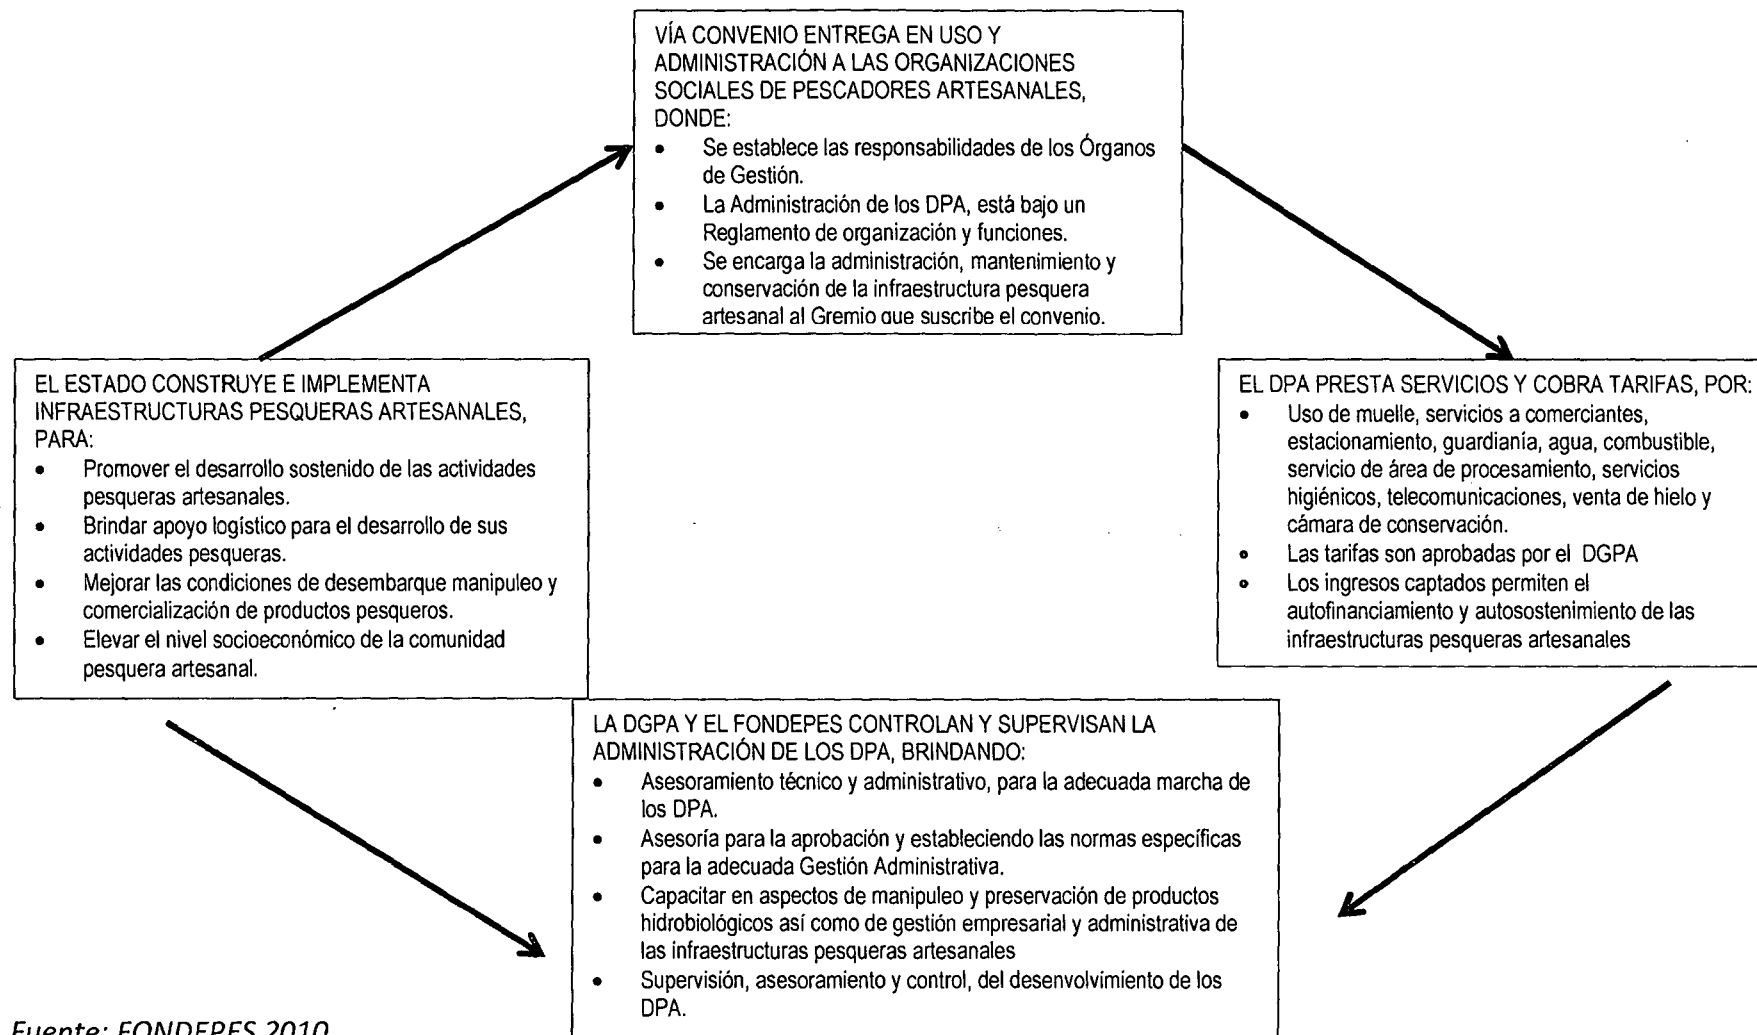 VÍA CONVENIO ENTREGA EN USO Y
ADMINISTRACIÓN A LAS ORGANIZACIONES
SOCIALES DE PESCADORES ARTESANALES,
DONDE:
• Se establece las responsabilidades de los Órganos
de Gestión.
• La Administración de los DPA, está bajo un
Reglamento de organización y funciones.
• Se encarga la administración, mantenimiento y
conservación de la infraestructura pesquera
artesanal al Gremio que suscribe el convenio.
EL ESTADO CONSTRUYE E IMPLEMENTA
INFRAESTRUCTURAS PESQUERAS ARTESANALES,
PARA:
• Promover el desarrollo sostenido de las actividades
pesqueras artesanales.
• Brindar apoyo logístico para el desarrollo de sus
actividades pesqueras.
• Mejorar las condiciones de desembarque manipuleo y
comercialización de productos pesqueros.
• Elevar el nivel socioeconómico de la comunidad
pesquera artesanal.
EL DPA PRESTA SERVICIOS Y COBRA TARIFAS, POR:
• Uso de muelle, servicios a comerciantes,
estacionamiento, guardianía, agua, combustible,
servicio de área de procesamiento, servicios
higiénicos, telecomunicaciones, venta de hielo y
cámara de conservación.
• Las tarifas son aprobadas por el DGPA
• Los ingresos captados permiten el
autofinanciamiento y autosostenimiento de las
infraestructuras pesqueras artesanales
LA DGPA Y EL FONDEPES CONTROLAN Y SUPERVISAN LA
ADMINISTRACIÓN DE LOS DPA, BRINDANDO:
• Asesoramiento técnico y administrativo, para la adecuada marcha de
los DPA.
• Asesoría para la aprobación y estableciendo las normas específicas
para la adecuada Gestión Administrativa.
• Capacitar en aspectos de manipuleo y preservación de productos
hidrobiológicos así como de gestión empresarial y administrativa de
las infraestructuras pesqueras artesanales
• Supervisión, asesoramiento y control, del desenvolvimiento de los
DPA.
Fuente: FONDEPES 2010